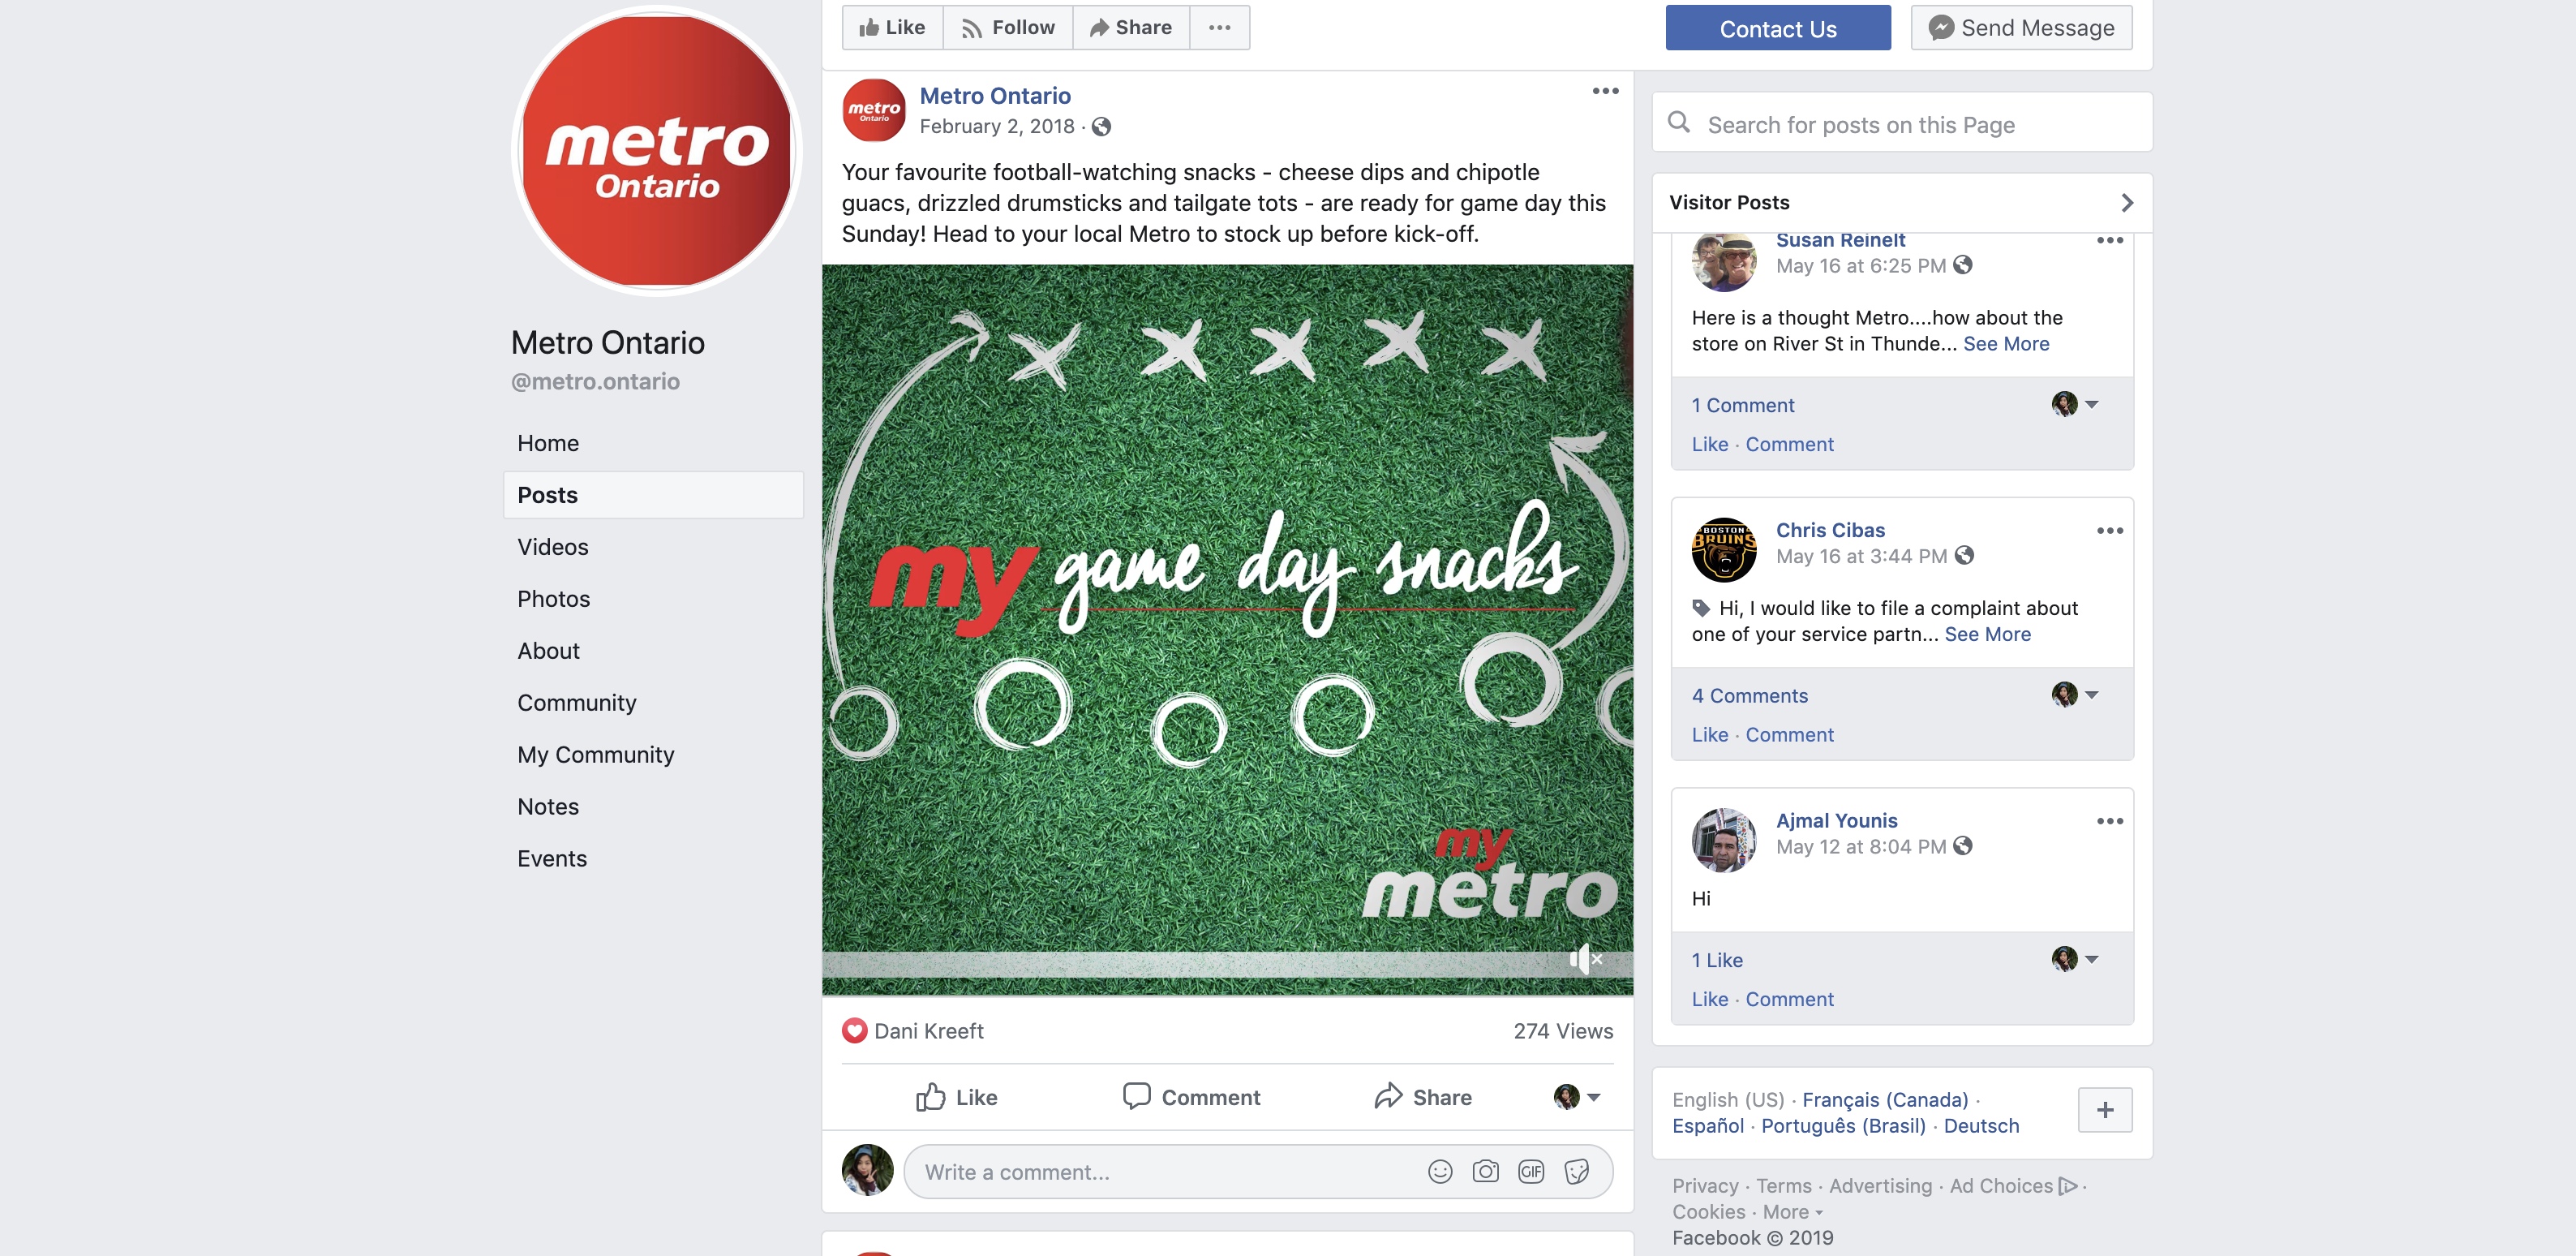 metro
Ontario
Metro Ontario
@metro.ontario
Home
Posts
Videos
Photos
About
Community
My Community
Notes
Events
Like
Follow
Share
Contact Us
Send Message
metro
Ontario
Metro Ontario
February 2, 2018 ·
Your favourite football-watching snacks - cheese dips and chipotle
guacs, drizzled drumsticks and tailgate tots - are ready for game day this
Sunday! Head to your local Metro to stock up before kick-off.
my game day snacks
my
metro
Dani Kreeft
274 Views
Like
Comment
Share
Write a comment...
GIF
Search for posts on this Page
Visitor Posts
Susan Reinelt
May 16 at 6:25 PM
Here is a thought Metro....how about the
store on River St in Thunde... See More
1 Comment
Like · Comment
BOSTON
BRUINS
Chris Cibas
May 16 at 3:44 PM
Hi, I would like to file a complaint about
one of your service partn... See More
4 Comments
Like · Comment
Ajmal Younis
May 12 at 8:04 PM
Hi
1 Like
Like · Comment
English (US) · Français (Canada) ·
Español · Português (Brasil) · Deutsch
Privacy · Terms · Advertising · Ad Choices ·
Cookies · More
Facebook © 2019